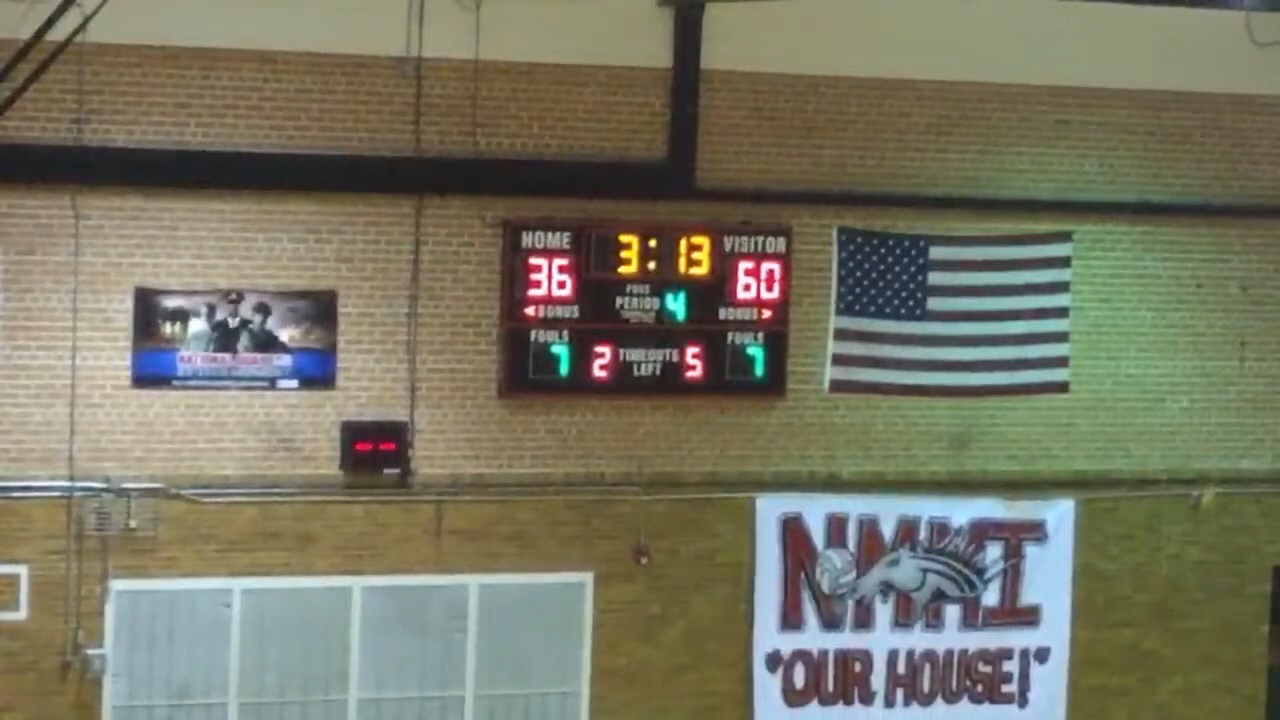 HOME 3:13 VISITOR
36 60
PERIOD 4
<BONUS BONUS>
FOULS FOULS
7 2 TIMEOUTS 5 7
LEFT
NMMI
"OUR HOUSE!"